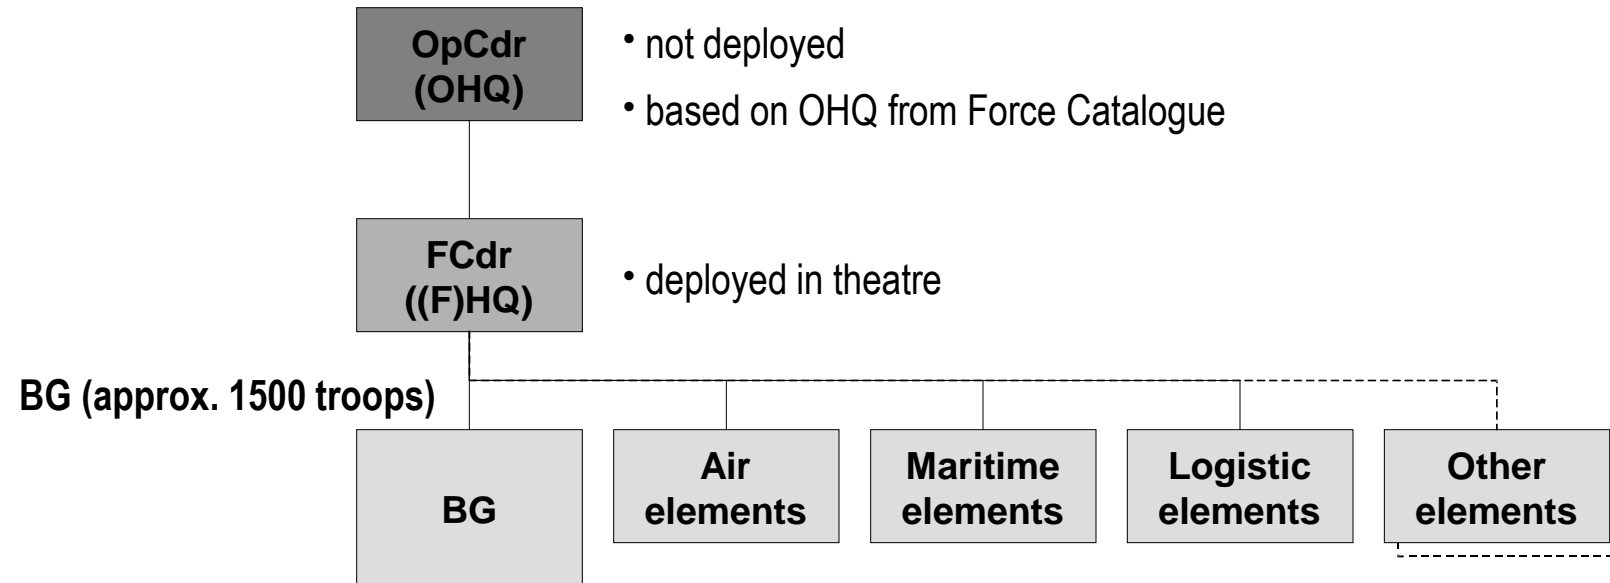 OpCdr
(OHQ)
• not deployed
• based on OHQ from Force Catalogue
FCdr
((F)HQ)
• deployed in theatre
BG (approx. 1500 troops)
BG
Air
elements
Maritime
elements
Logistic
elements
Other
elements